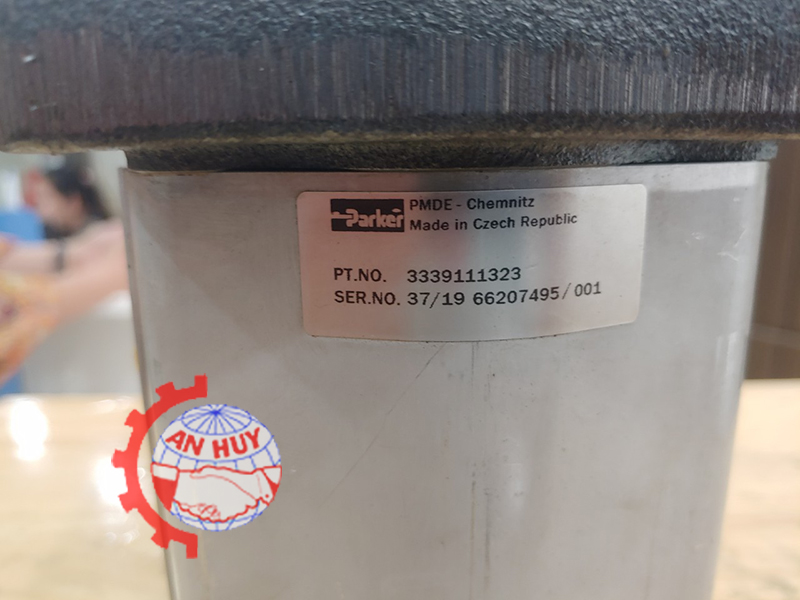 Parker
PMDE - Chemnitz
Made in Czech Republic
PT.NO. 3339111323
SER.NO. 37/19 66207495/001
AN HUY